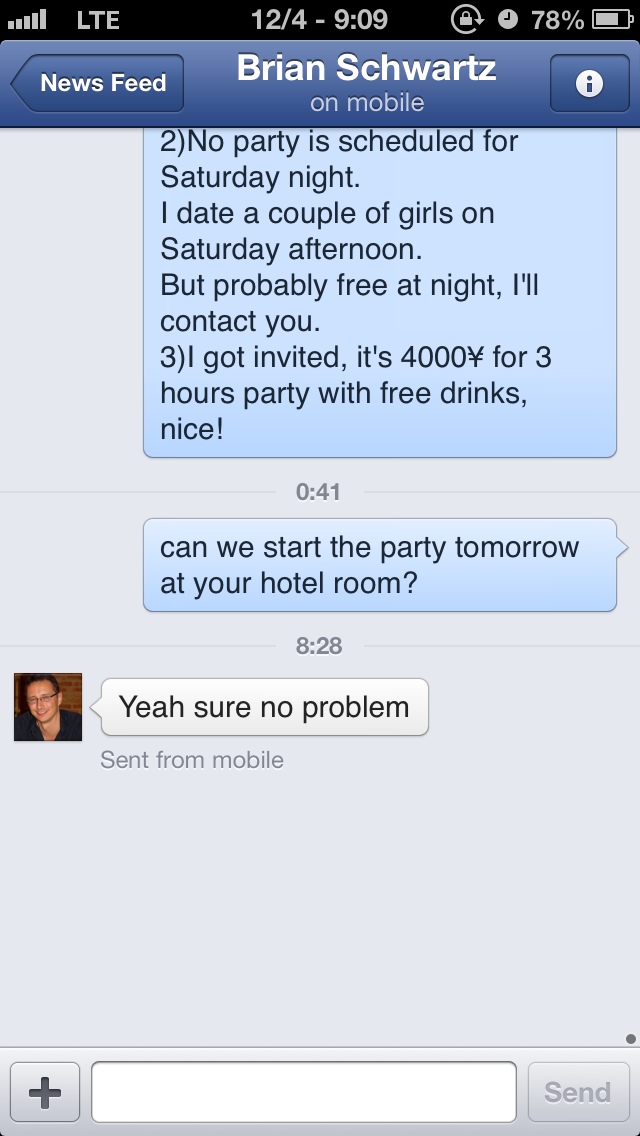 LTE 12/4 - 9:09 78%
News Feed
Brian Schwartz
on mobile
2)No party is scheduled for
Saturday night.
I date a couple of girls on
Saturday afternoon.
But probably free at night, I'll
contact you.
3)I got invited, it's 4000¥ for 3
hours party with free drinks,
nice!
0:41
can we start the party tomorrow
at your hotel room?
8:28
Yeah sure no problem
Sent from mobile
Send